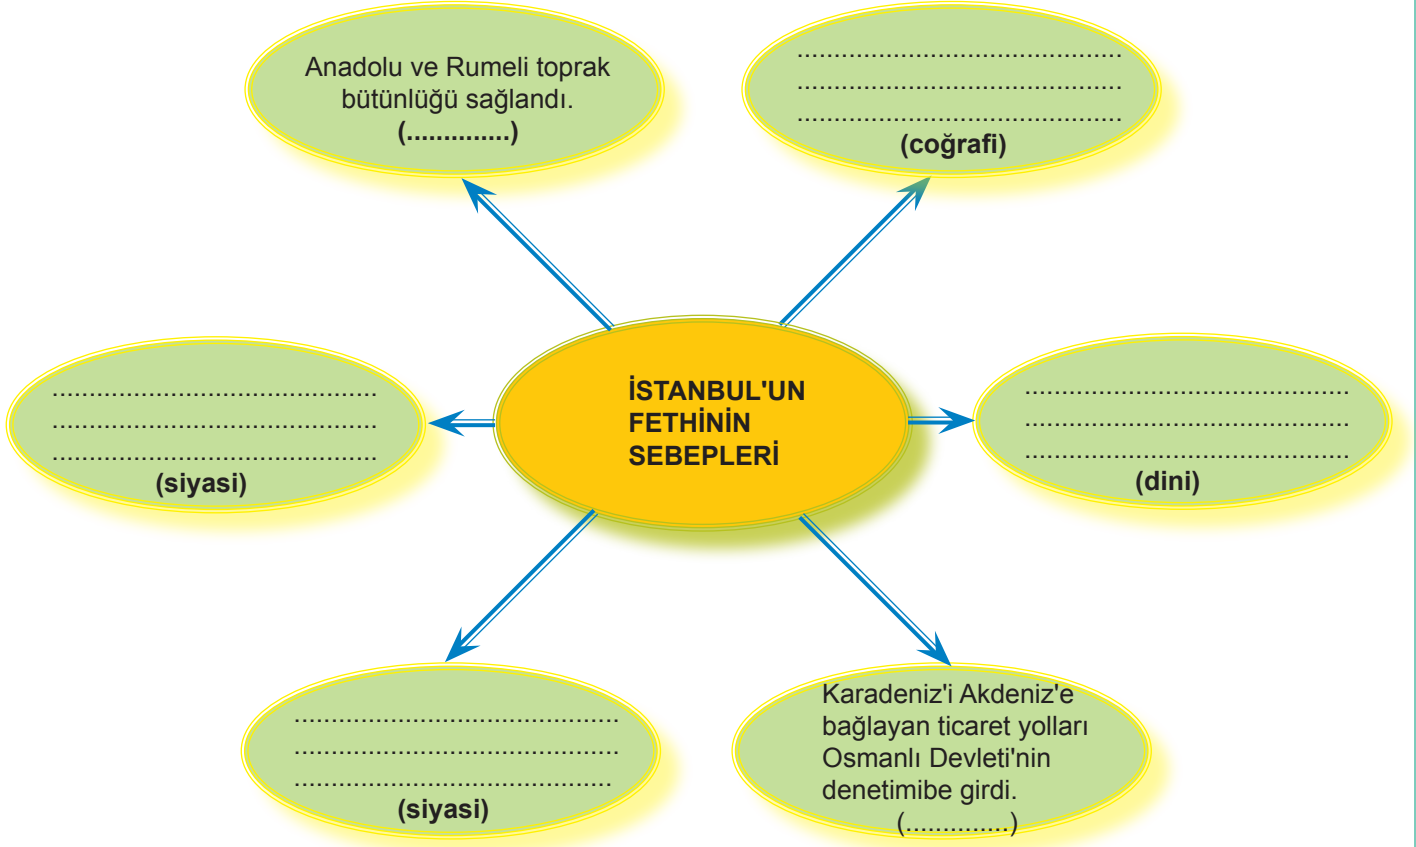 Anadolu ve Rumeli toprak
bütünlüğü sağlandı.
(..............)
............................................
............................................
............................................
(coğrafi)
............................................
............................................
............................................
(siyasi)
İSTANBUL'UN
FETHİNİN
SEBEPLERİ
............................................
............................................
............................................
(dini)
............................................
............................................
...........................................
(siyasi)
Karadeniz'i Akdeniz'e
bağlayan ticaret yolları
Osmanlı Devleti'nin
denetimibe girdi.
(..............)